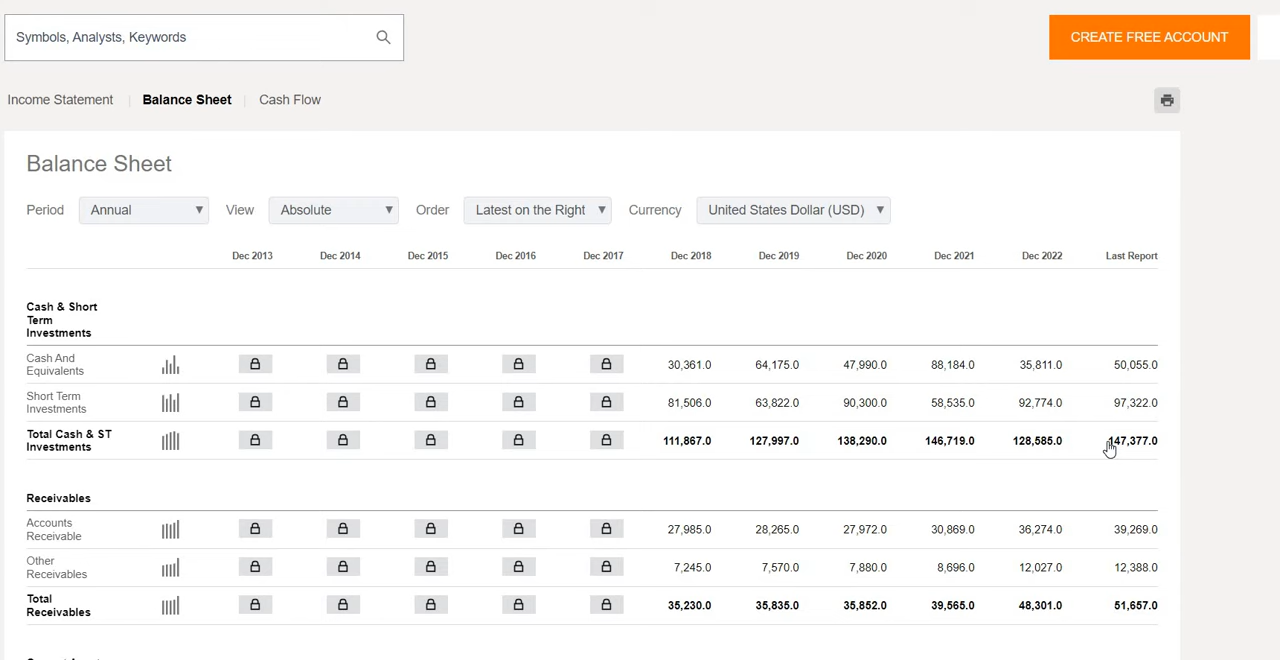 Symbols, Analysts, Keywords
CREATE FREE ACCOUNT
Income Statement Balance Sheet Cash Flow
Balance Sheet
Period Annual View Absolute Order Latest on the Right Currency United States Dollar (USD)
Dec 2013 Dec 2014 Dec 2015 Dec 2016 Dec 2017 Dec 2018 Dec 2019 Dec 2020 Dec 2021 Dec 2022 Last Report
Cash & Short
Term
Investments
Cash And
Equivalents
30,361.0 64,175.0 47,990.0 88,184.0 35,811.0 50,055.0
Short Term
Investments
81,506.0 63,822.0 90,300.0 58,535.0 92,774.0 97,322.0
Total Cash & ST
Investments
111,867.0 127,997.0 138,290.0 146,719.0 128,585.0 147,377.0
Receivables
Accounts
Receivable
27,985.0 28,265.0 27,972.0 30,869.0 36,274.0 39,269.0
Other
Receivables
7,245.0 7,570.0 7,880.0 8,696.0 12,027.0 12,388.0
Total
Receivables
35,230.0 35,835.0 35,852.0 39,565.0 48,301.0 51,657.0